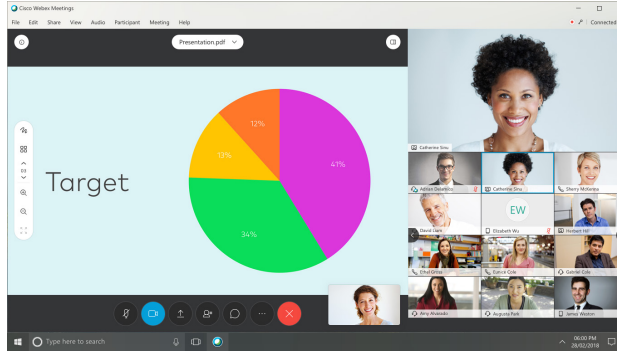 Cisco Webex Meetings
File Edit Share View Audio Participant Meeting Help
Connected
Presentation.pdf
Target
12%
13%
41%
34%
Catherine Sinu
Adrian Delamico
Catherine Sinu
Sherry McKenna
David Liam
EW
Elizabeth Wu
Herbert Hill
Ethel Griffis
Eunice Cole
Gabriel Cole
Amy Alvarado
Augusta Park
James Weston
Type here to search
06:00 PM
28/02/2018